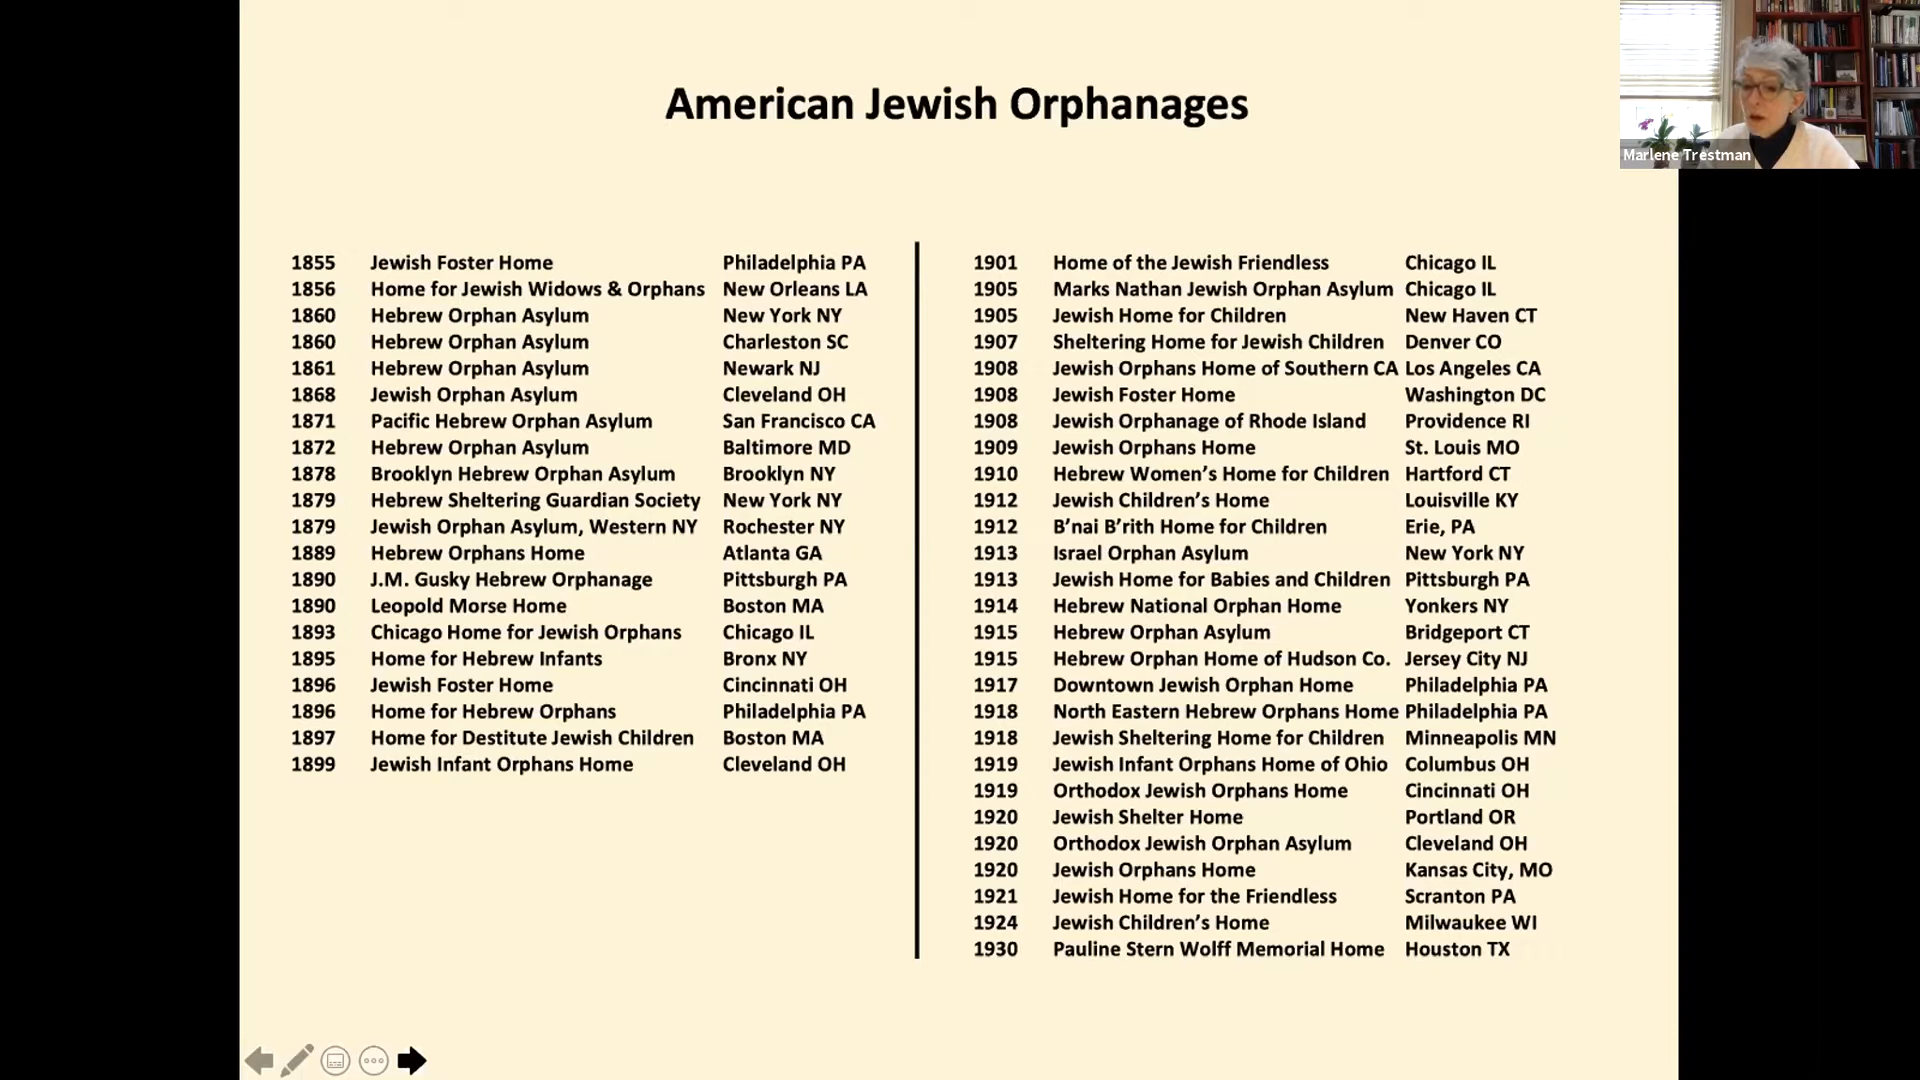 American Jewish Orphanages
Marlene Trestman
1855 Jewish Foster Home Philadelphia PA
1856 Home for Jewish Widows & Orphans New Orleans LA
1860 Hebrew Orphan Asylum New York NY
1860 Hebrew Orphan Asylum Charleston SC
1861 Hebrew Orphan Asylum Newark NJ
1868 Jewish Orphan Asylum Cleveland OH
1871 Pacific Hebrew Orphan Asylum San Francisco CA
1872 Hebrew Orphan Asylum Baltimore MD
1878 Brooklyn Hebrew Orphan Asylum Brooklyn NY
1879 Hebrew Sheltering Guardian Society New York NY
1879 Jewish Orphan Asylum, Western NY Rochester NY
1889 Hebrew Orphans Home Atlanta GA
1890 J.M. Gusky Hebrew Orphanage Pittsburgh PA
1890 Leopold Morse Home Boston MA
1893 Chicago Home for Jewish Orphans Chicago IL
1895 Home for Hebrew Infants Bronx NY
1896 Jewish Foster Home Cincinnati OH
1896 Home for Hebrew Orphans Philadelphia PA
1897 Home for Destitute Jewish Children Boston MA
1899 Jewish Infant Orphans Home Cleveland OH
1901 Home of the Jewish Friendless Chicago IL
1905 Marks Nathan Jewish Orphan Asylum Chicago IL
1905 Jewish Home for Children New Haven CT
1907 Sheltering Home for Jewish Children Denver CO
1908 Jewish Orphans Home of Southern CA Los Angeles CA
1908 Jewish Foster Home Washington DC
1908 Jewish Orphanage of Rhode Island Providence RI
1909 Jewish Orphans Home St. Louis MO
1910 Hebrew Women’s Home for Children Hartford CT
1912 Jewish Children’s Home Louisville KY
1912 B’nai B’rith Home for Children Erie, PA
1913 Israel Orphan Asylum New York NY
1913 Jewish Home for Babies and Children Pittsburgh PA
1914 Hebrew National Orphan Home Yonkers NY
1915 Hebrew Orphan Asylum Bridgeport CT
1915 Hebrew Orphan Home of Hudson Co. Jersey City NJ
1917 Downtown Jewish Orphan Home Philadelphia PA
1918 North Eastern Hebrew Orphans Home Philadelphia PA
1918 Jewish Sheltering Home for Children Minneapolis MN
1919 Jewish Infant Orphans Home of Ohio Columbus OH
1919 Orthodox Jewish Orphans Home Cincinnati OH
1920 Jewish Shelter Home Portland OR
1920 Orthodox Jewish Orphan Asylum Cleveland OH
1920 Jewish Orphans Home Kansas City, MO
1921 Jewish Home for the Friendless Scranton PA
1924 Jewish Children’s Home Milwaukee WI
1930 Pauline Stern Wolff Memorial Home Houston TX